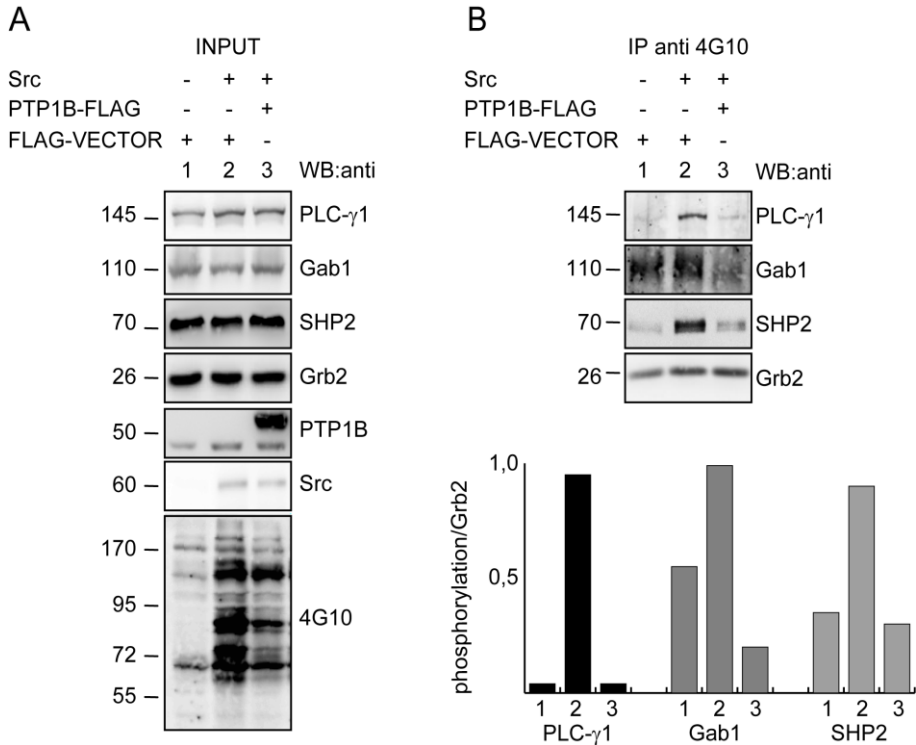 A
INPUT
Src - + +
PTP1B-FLAG - - +
FLAG-VECTOR + + -
1 2 3 WB:anti
145 PLC-γ1
110 Gab1
70 SHP2
26 Grb2
50 PTP1B
60 Src
170
95
4G10
72
55
B
IP anti 4G10
Src - + +
PTP1B-FLAG - - +
FLAG-VECTOR + + -
1 2 3 WB:anti
145 PLC-γ1
110 Gab1
70 SHP2
26 Grb2
phosphorylation/Grb2
1,0
0,5
1 2 3 1 2 3 1 2 3
PLC-γ1 Gab1 SHP2